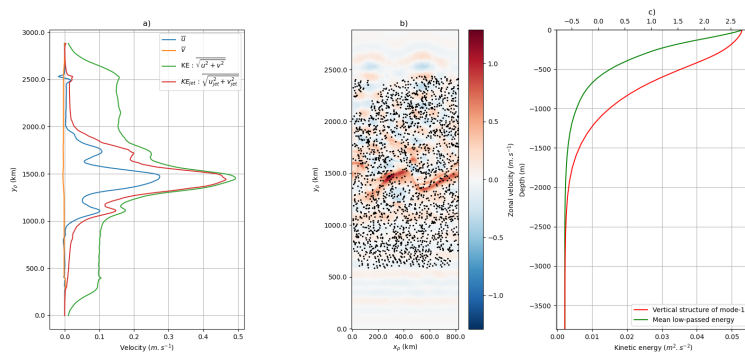 a)
3000.0
2500.0
2000.0
1500.0
1000.0
500.0
0.0
y_p (km)
0.0 0.1 0.2 0.3 0.4 0.5
Velocity (m.s⁻¹)
u̅
v̅
KE : √(u² + v²)
KE_jet : √(u²_jet + v²_jet)
b)
2500.0
2000.0
1500.0
1000.0
500.0
0.0
y_p (km)
0 200 400 600 800
x_p (km)
1.0
0.5
0.0
−0.5
−1.0
Zonal velocity (m.s⁻¹)
c)
−0.5 0.0 0.5 1.0 1.5 2.0 2.5
0
−500
−1000
−1500
−2000
−2500
−3000
−3500
Depth (m)
0.00 0.01 0.02 0.03 0.04 0.05
Kinetic energy (m².s⁻²)
Vertical structure of mode-1
Mean low-passed energy